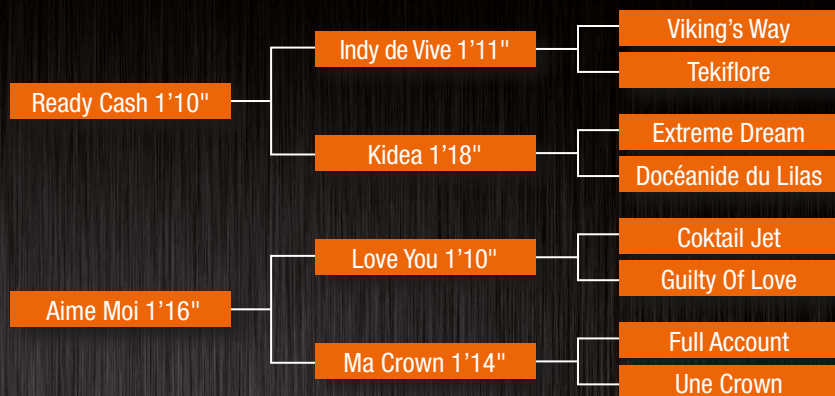 Ready Cash 1’10"
Indy de Vive 1’11"
Viking’s Way
Tekiflore
Kidea 1’18"
Extreme Dream
Docéanide du Lilas
Aime Moi 1’16"
Love You 1’10"
Coktail Jet
Guilty Of Love
Ma Crown 1’14"
Full Account
Une Crown